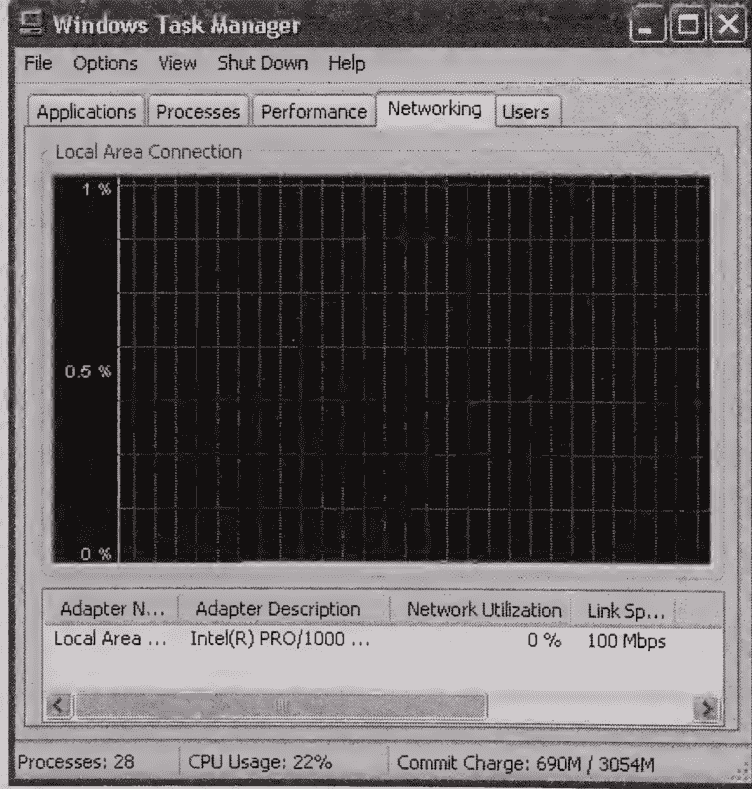 Windows Task Manager
File Options View Shut Down Help
Applications Processes Performance Networking Users
Local Area Connection
1 %
0.5 %
0 %
Adapter N... Adapter Description Network Utilization Link Sp...
Local Area ... Intel(R) PRO/1000 ... 0 % 100 Mbps
Processes: 28 CPU Usage: 22% Commit Charge: 690M / 3054M